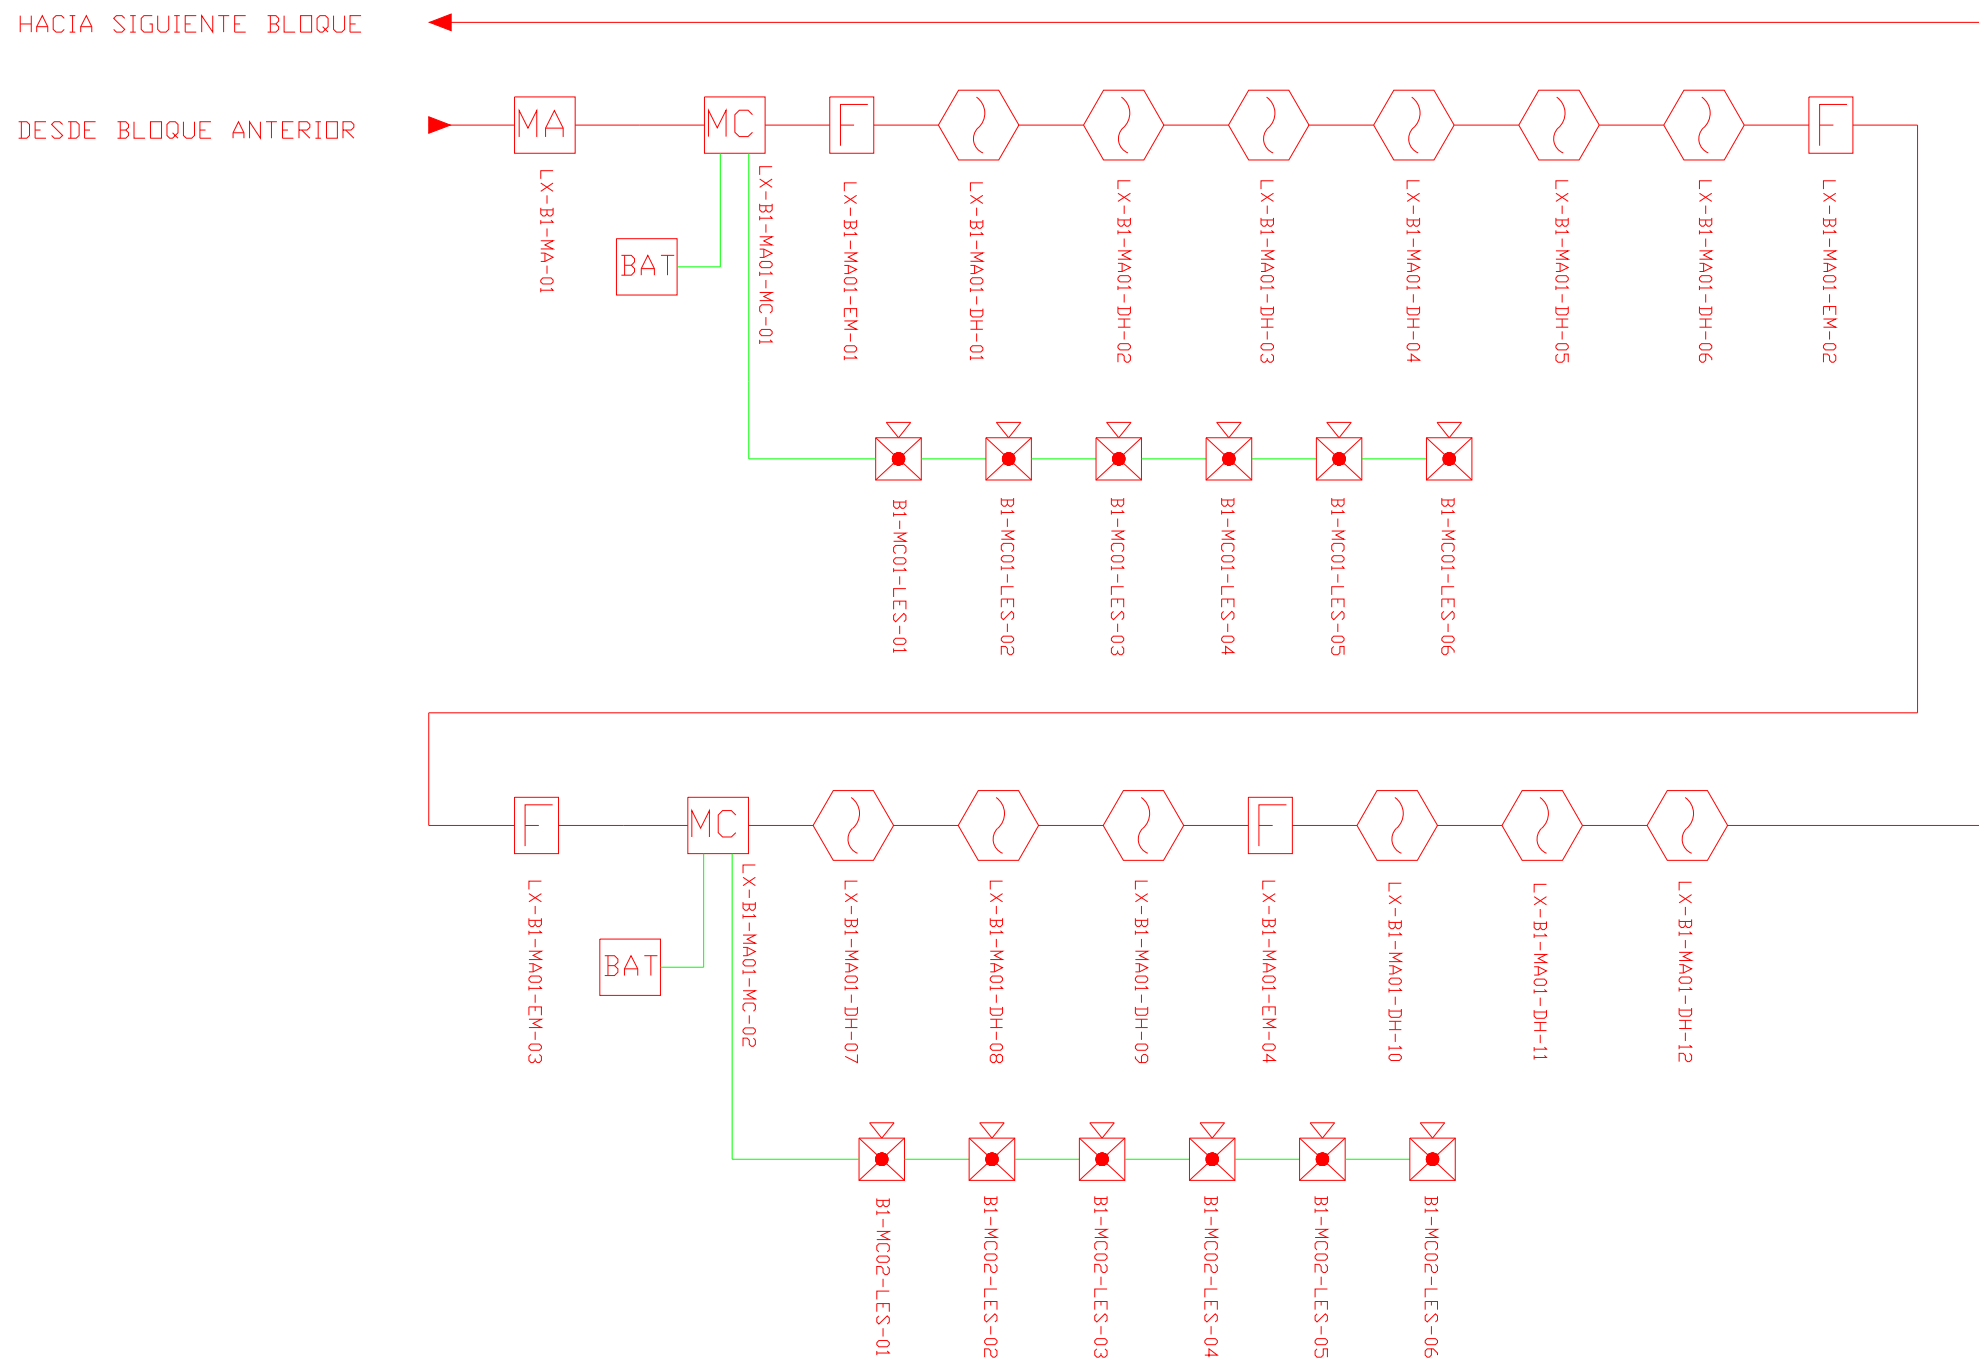 HACIA SIGUIENTE BLOQUE
DESDE BLOQUE ANTERIOR
MA
MC
F
F
LX-B1-MA-01
LX-B1-MA01-MC-01
LX-B1-MA01-EM-01
LX-B1-MA01-DH-01
LX-B1-MA01-DH-02
LX-B1-MA01-DH-03
LX-B1-MA01-DH-04
LX-B1-MA01-DH-05
LX-B1-MA01-DH-06
LX-B1-MA01-EM-02
BAT
B1-MC01-LES-01
B1-MC01-LES-02
B1-MC01-LES-03
B1-MC01-LES-04
B1-MC01-LES-05
B1-MC01-LES-06
F
MC
F
LX-B1-MA01-EM-03
LX-B1-MA01-MC-02
LX-B1-MA01-DH-07
LX-B1-MA01-DH-08
LX-B1-MA01-DH-09
LX-B1-MA01-EM-04
LX-B1-MA01-DH-10
LX-B1-MA01-DH-11
LX-B1-MA01-DH-12
BAT
B1-MC02-LES-01
B1-MC02-LES-02
B1-MC02-LES-03
B1-MC02-LES-04
B1-MC02-LES-05
B1-MC02-LES-06